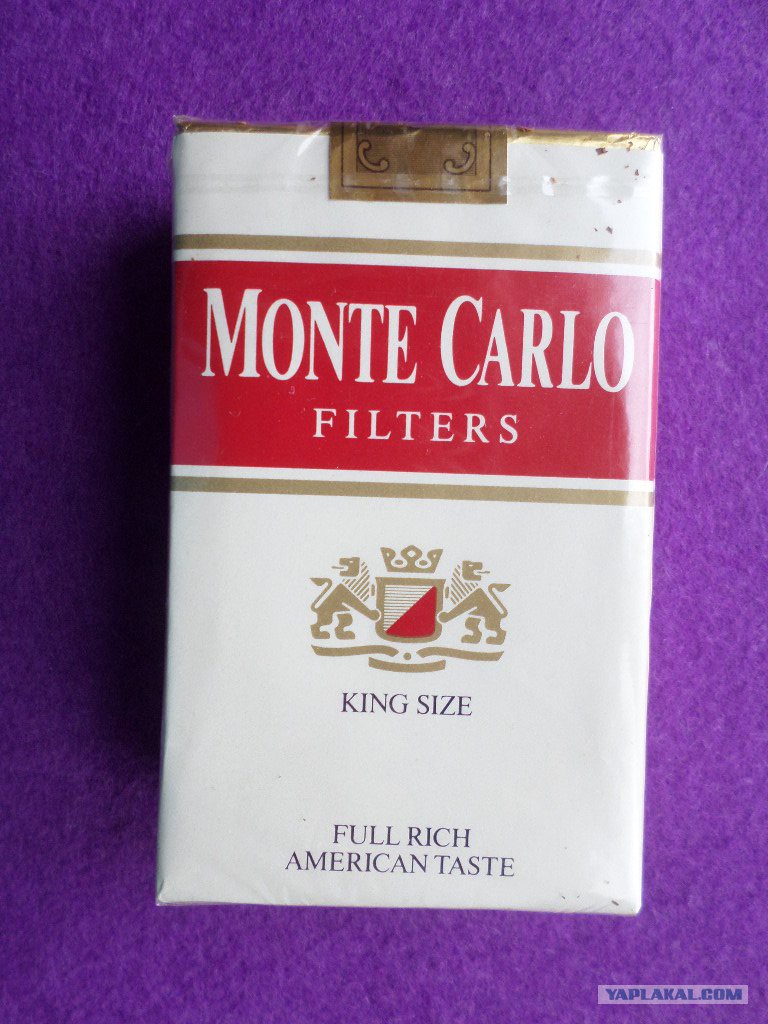 MONTE CARLO
FILTERS
KING SIZE
FULL RICH
AMERICAN TASTE
YAPLAKAL.COM